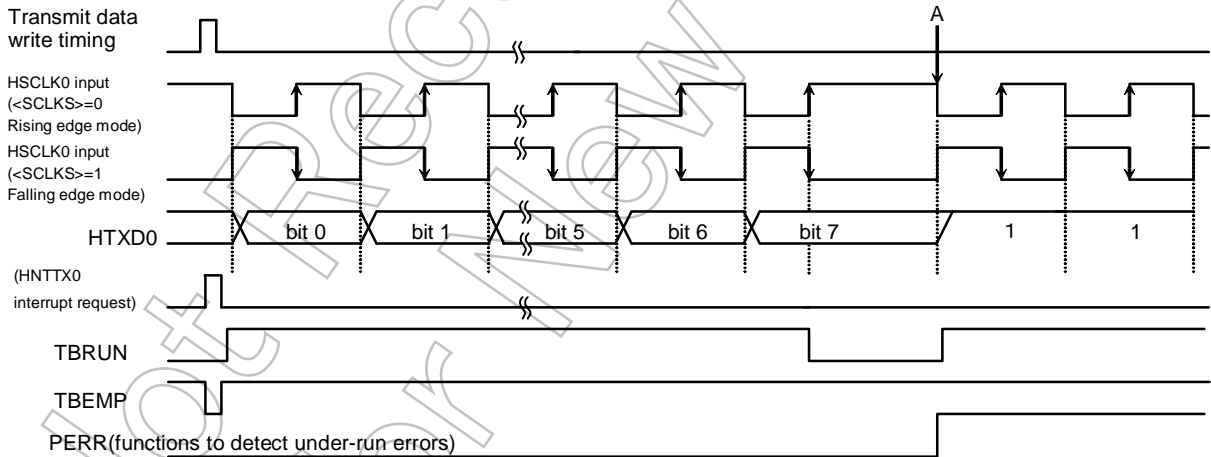 Transmit data
write timing
A
HSCLK0 input
(<SCLKS>=0
Rising edge mode)
HSCLK0 input
(<SCLKS>=1
Falling edge mode)
HTXD0
bit 0 bit 1 bit 5 bit 6 bit 7 1 1
(HNTTX0
interrupt request)
TBRUN
TBEMP
PERR(functions to detect under-run errors)